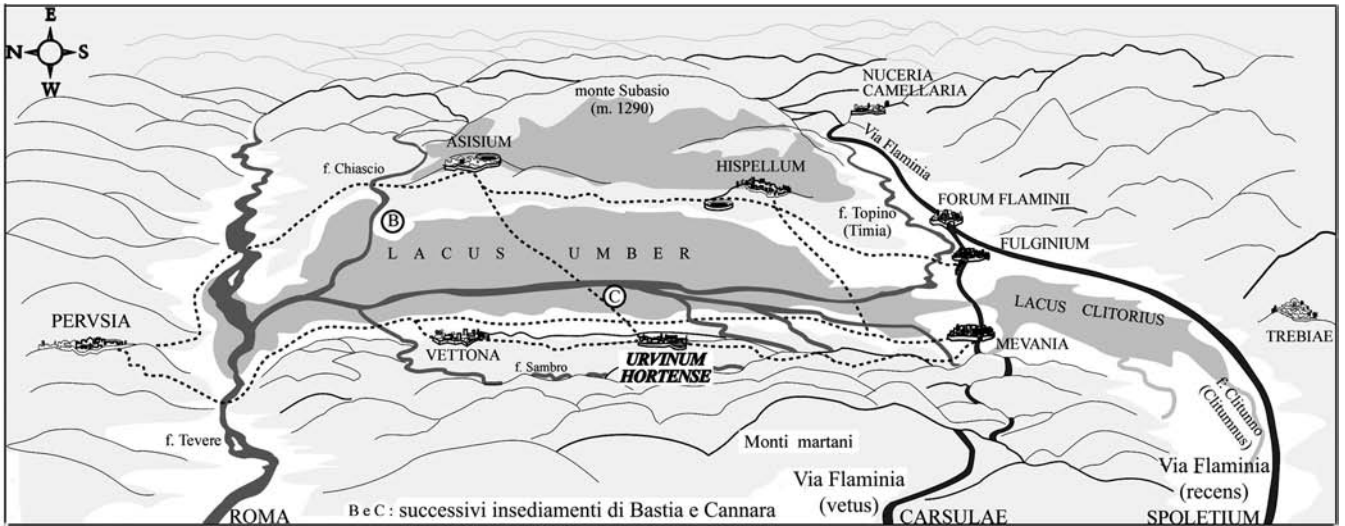 E
N S
W
NUCERIA
CAMELLARIA
monte Subasio
(m. 1290)
Via Flaminia
ASISIUM
f. Chiascio
HISPELLUM
FORUM FLAMINII
f. Topino
(Timia)
B
FULGINIUM
LACUS UMBER
C
LACUS CLITORIUS
PERVSIA
TREBIAE
VETTONA
URVINUM
HORTENSE
MEVANIA
f. Sambro
f. Clitunno
(Clitumnus)
f. Tevere
Monti martani
Via Flaminia
(vetus)
Via Flaminia
(recens)
ROMA
B e C : successivi insediamenti di Bastia e Cannara
CARSULAE
SPOLETIUM